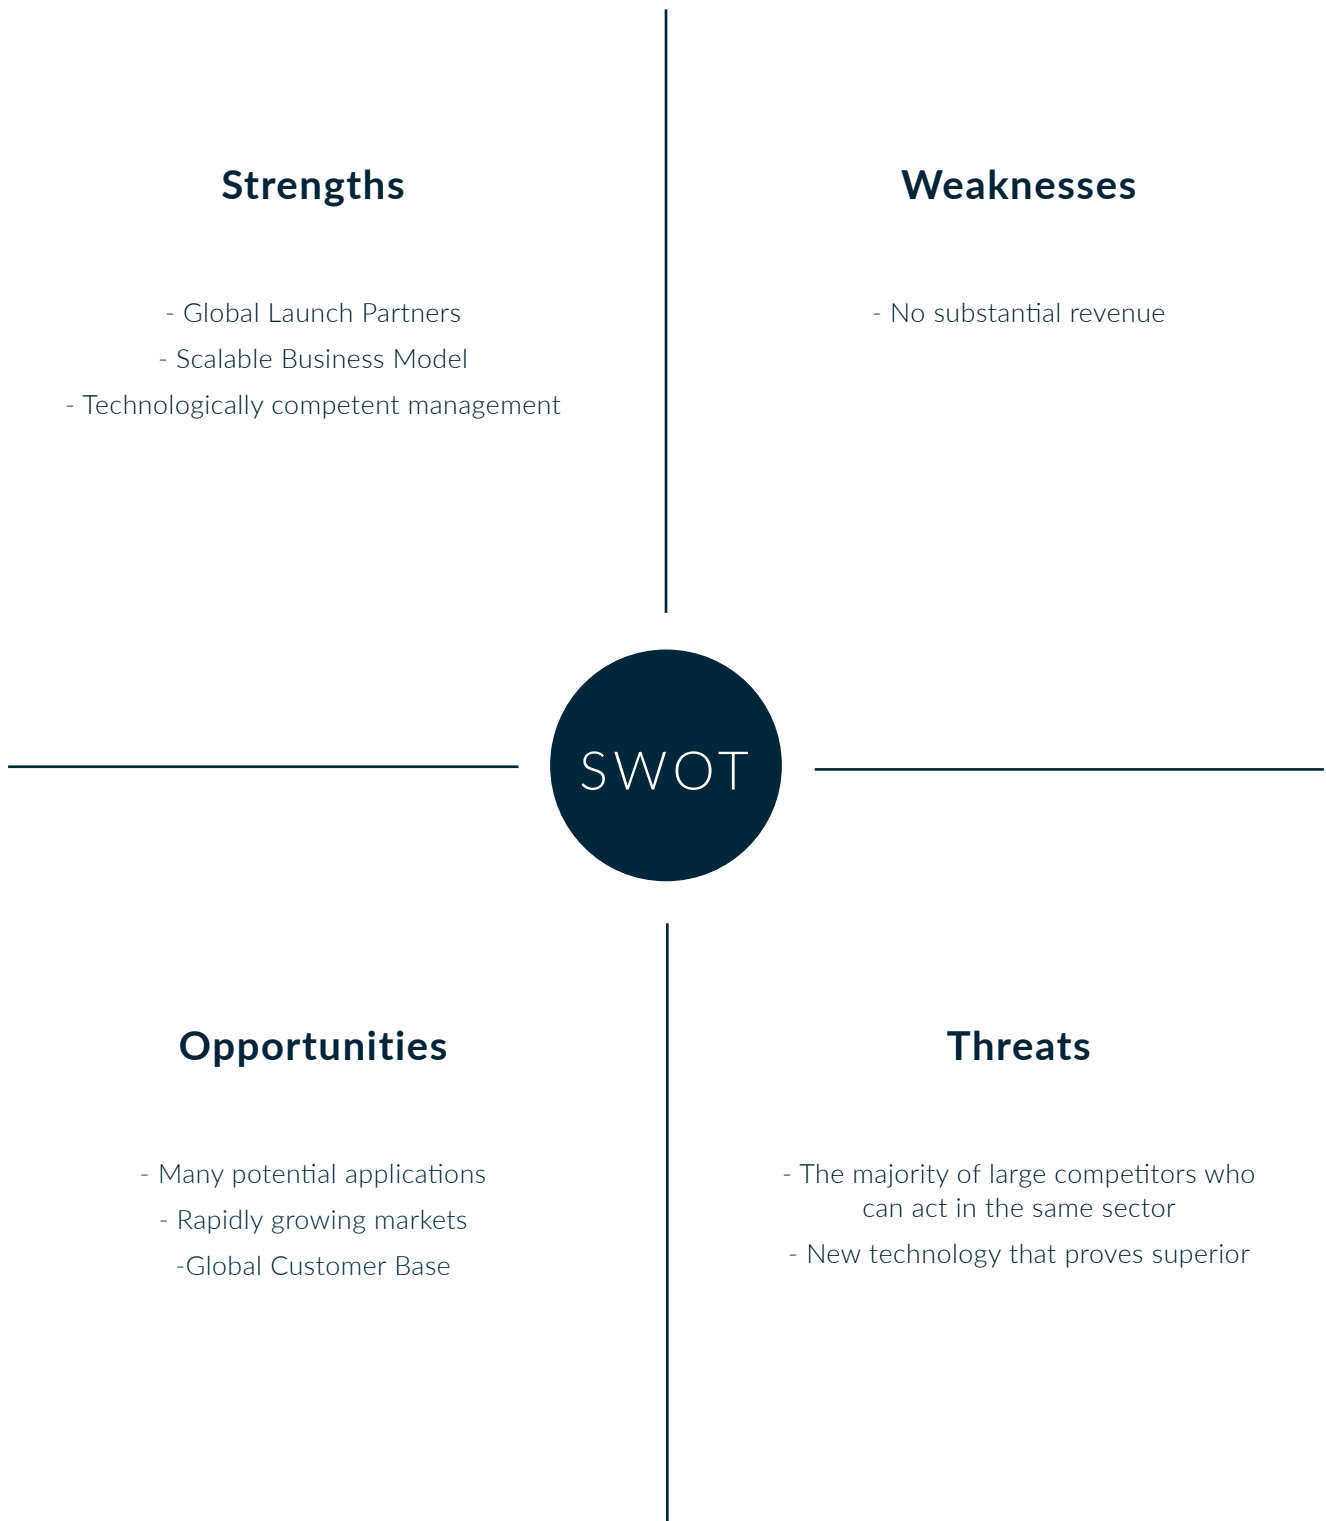 Strengths
- Global Launch Partners
- Scalable Business Model
- Technologically competent management
Weaknesses
- No substantial revenue
SWOT
Opportunities
- Many potential applications
- Rapidly growing markets
-Global Customer Base
Threats
- The majority of large competitors who
can act in the same sector
- New technology that proves superior